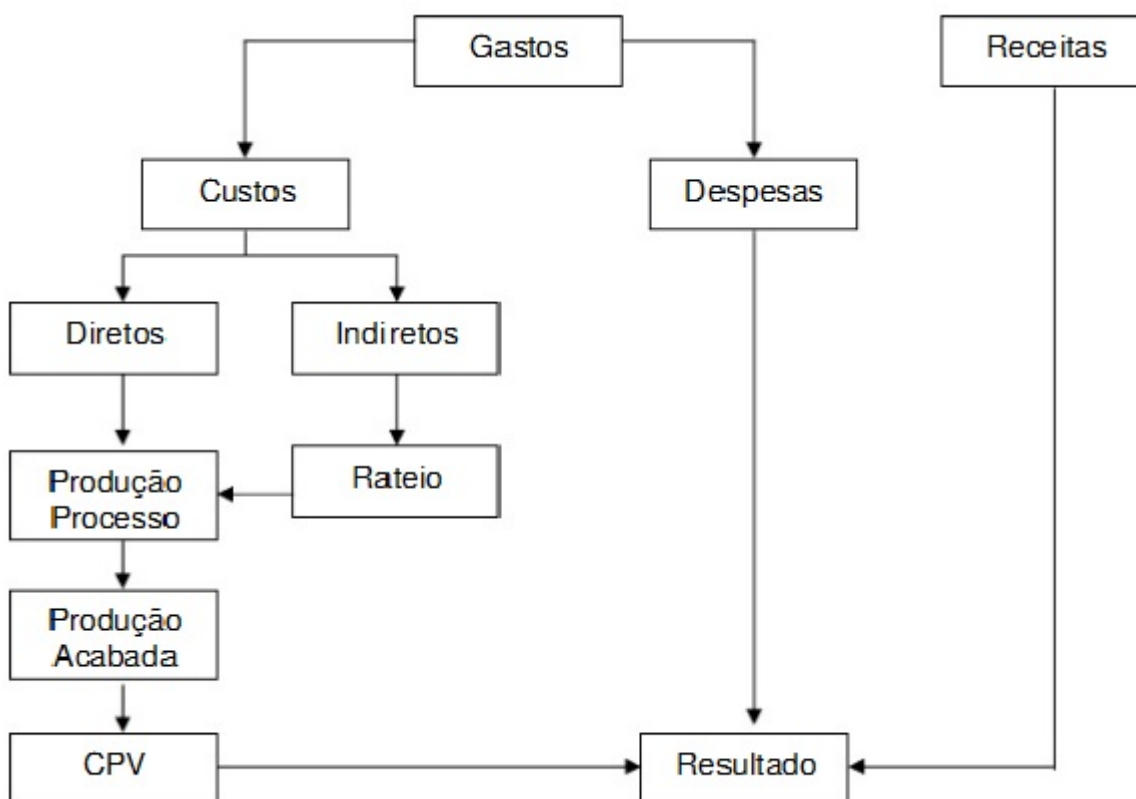 Gastos
Receitas
Custos
Despesas
Diretos
Indiretos
Produção
Processo
Rateio
Produção
Acabada
CPV
Resultado